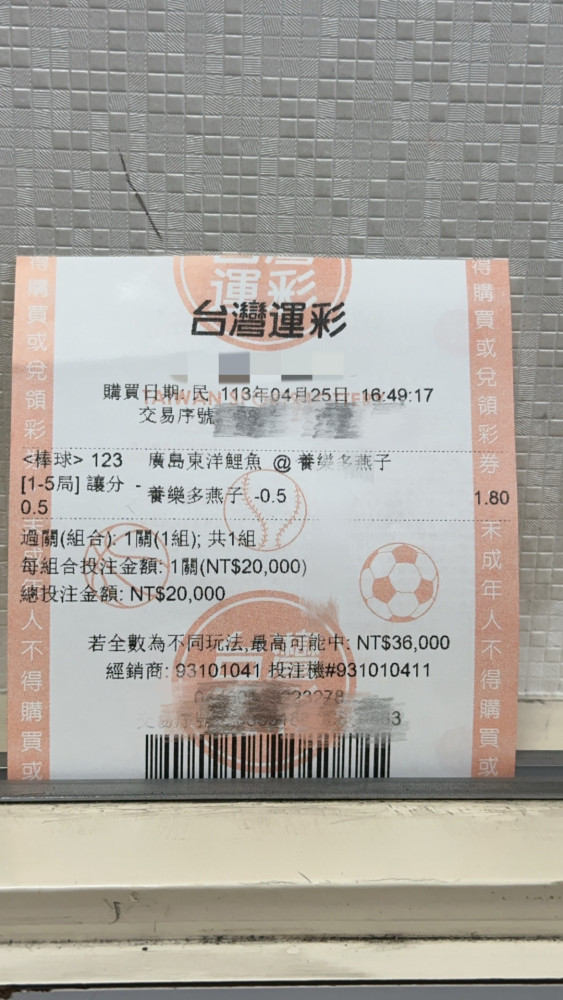 運彩
台灣運彩
購買日期: 民 113年04月25日 16:49:17
交易序號
<棒球> 123 廣島東洋鯉魚 @ 養樂多燕子
[1-5局] 讓分 - 0.5
養樂多燕子 -0.5
1.80
過關(組合): 1關(1組); 共1組
每組合投注金額: 1關(NT$20,000)
總投注金額: NT$20,000
若全數為不同玩法,最高可能中: NT$36,000
經銷商: 93101041 投注機#931010411
得購買或兌領彩
未成年人不得購買或
得購買或兌領彩券
未成年人不得購買或